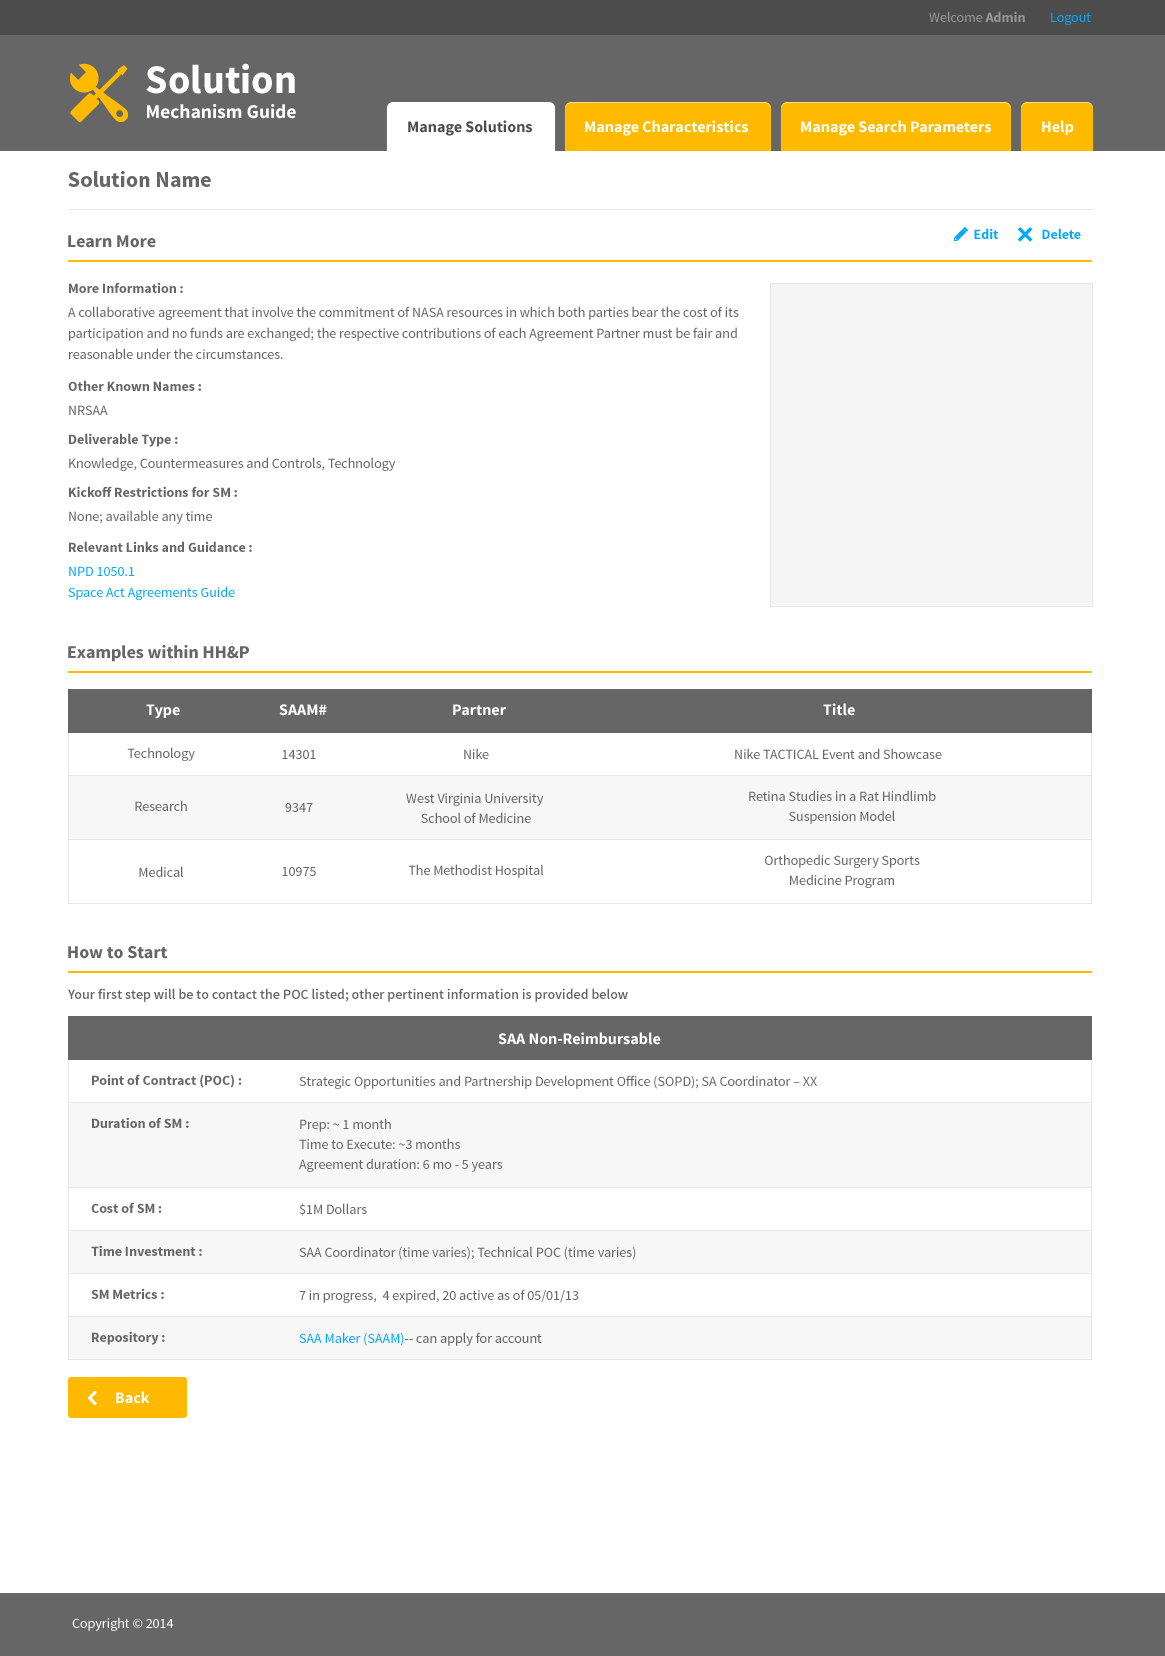 Welcome Admin Logout
Solution
Mechanism Guide
Manage Solutions
Manage Characteristics
Manage Search Parameters
Help
Solution Name
Learn More
Edit
Delete
More Information :
A collaborative agreement that involve the commitment of NASA resources in which both parties bear the cost of its
participation and no funds are exchanged; the respective contributions of each Agreement Partner must be fair and
reasonable under the circumstances.
Other Known Names :
NRSAA
Deliverable Type :
Knowledge, Countermeasures and Controls, Technology
Kickoff Restrictions for SM :
None; available any time
Relevant Links and Guidance :
NPD 1050.1
Space Act Agreements Guide
Examples within HH&P
Type SAAM# Partner Title
Technology 14301 Nike Nike TACTICAL Event and Showcase
Research 9347 West Virginia University
School of Medicine
Retina Studies in a Rat Hindlimb
Suspension Model
Medical 10975 The Methodist Hospital
Orthopedic Surgery Sports
Medicine Program
How to Start
Your first step will be to contact the POC listed; other pertinent information is provided below
SAA Non-Reimbursable
Point of Contract (POC) : Strategic Opportunities and Partnership Development Office (SOPD); SA Coordinator – XX
Duration of SM : Prep: ~ 1 month
Time to Execute: ~3 months
Agreement duration: 6 mo - 5 years
Cost of SM : $1M Dollars
Time Investment : SAA Coordinator (time varies); Technical POC (time varies)
SM Metrics : 7 in progress, 4 expired, 20 active as of 05/01/13
Repository : SAA Maker (SAAM)-- can apply for account
Back
Copyright © 2014